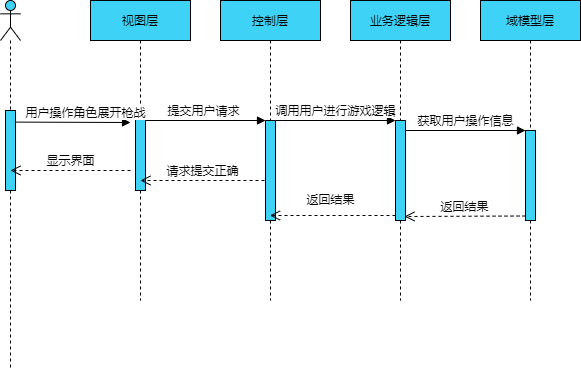 视图层
控制层
业务逻辑层
域模型层
用户操作角色展开枪战
提交用户请求
调用用户进行游戏逻辑
获取用户操作信息
显示界面
请求提交正确
返回结果
返回结果